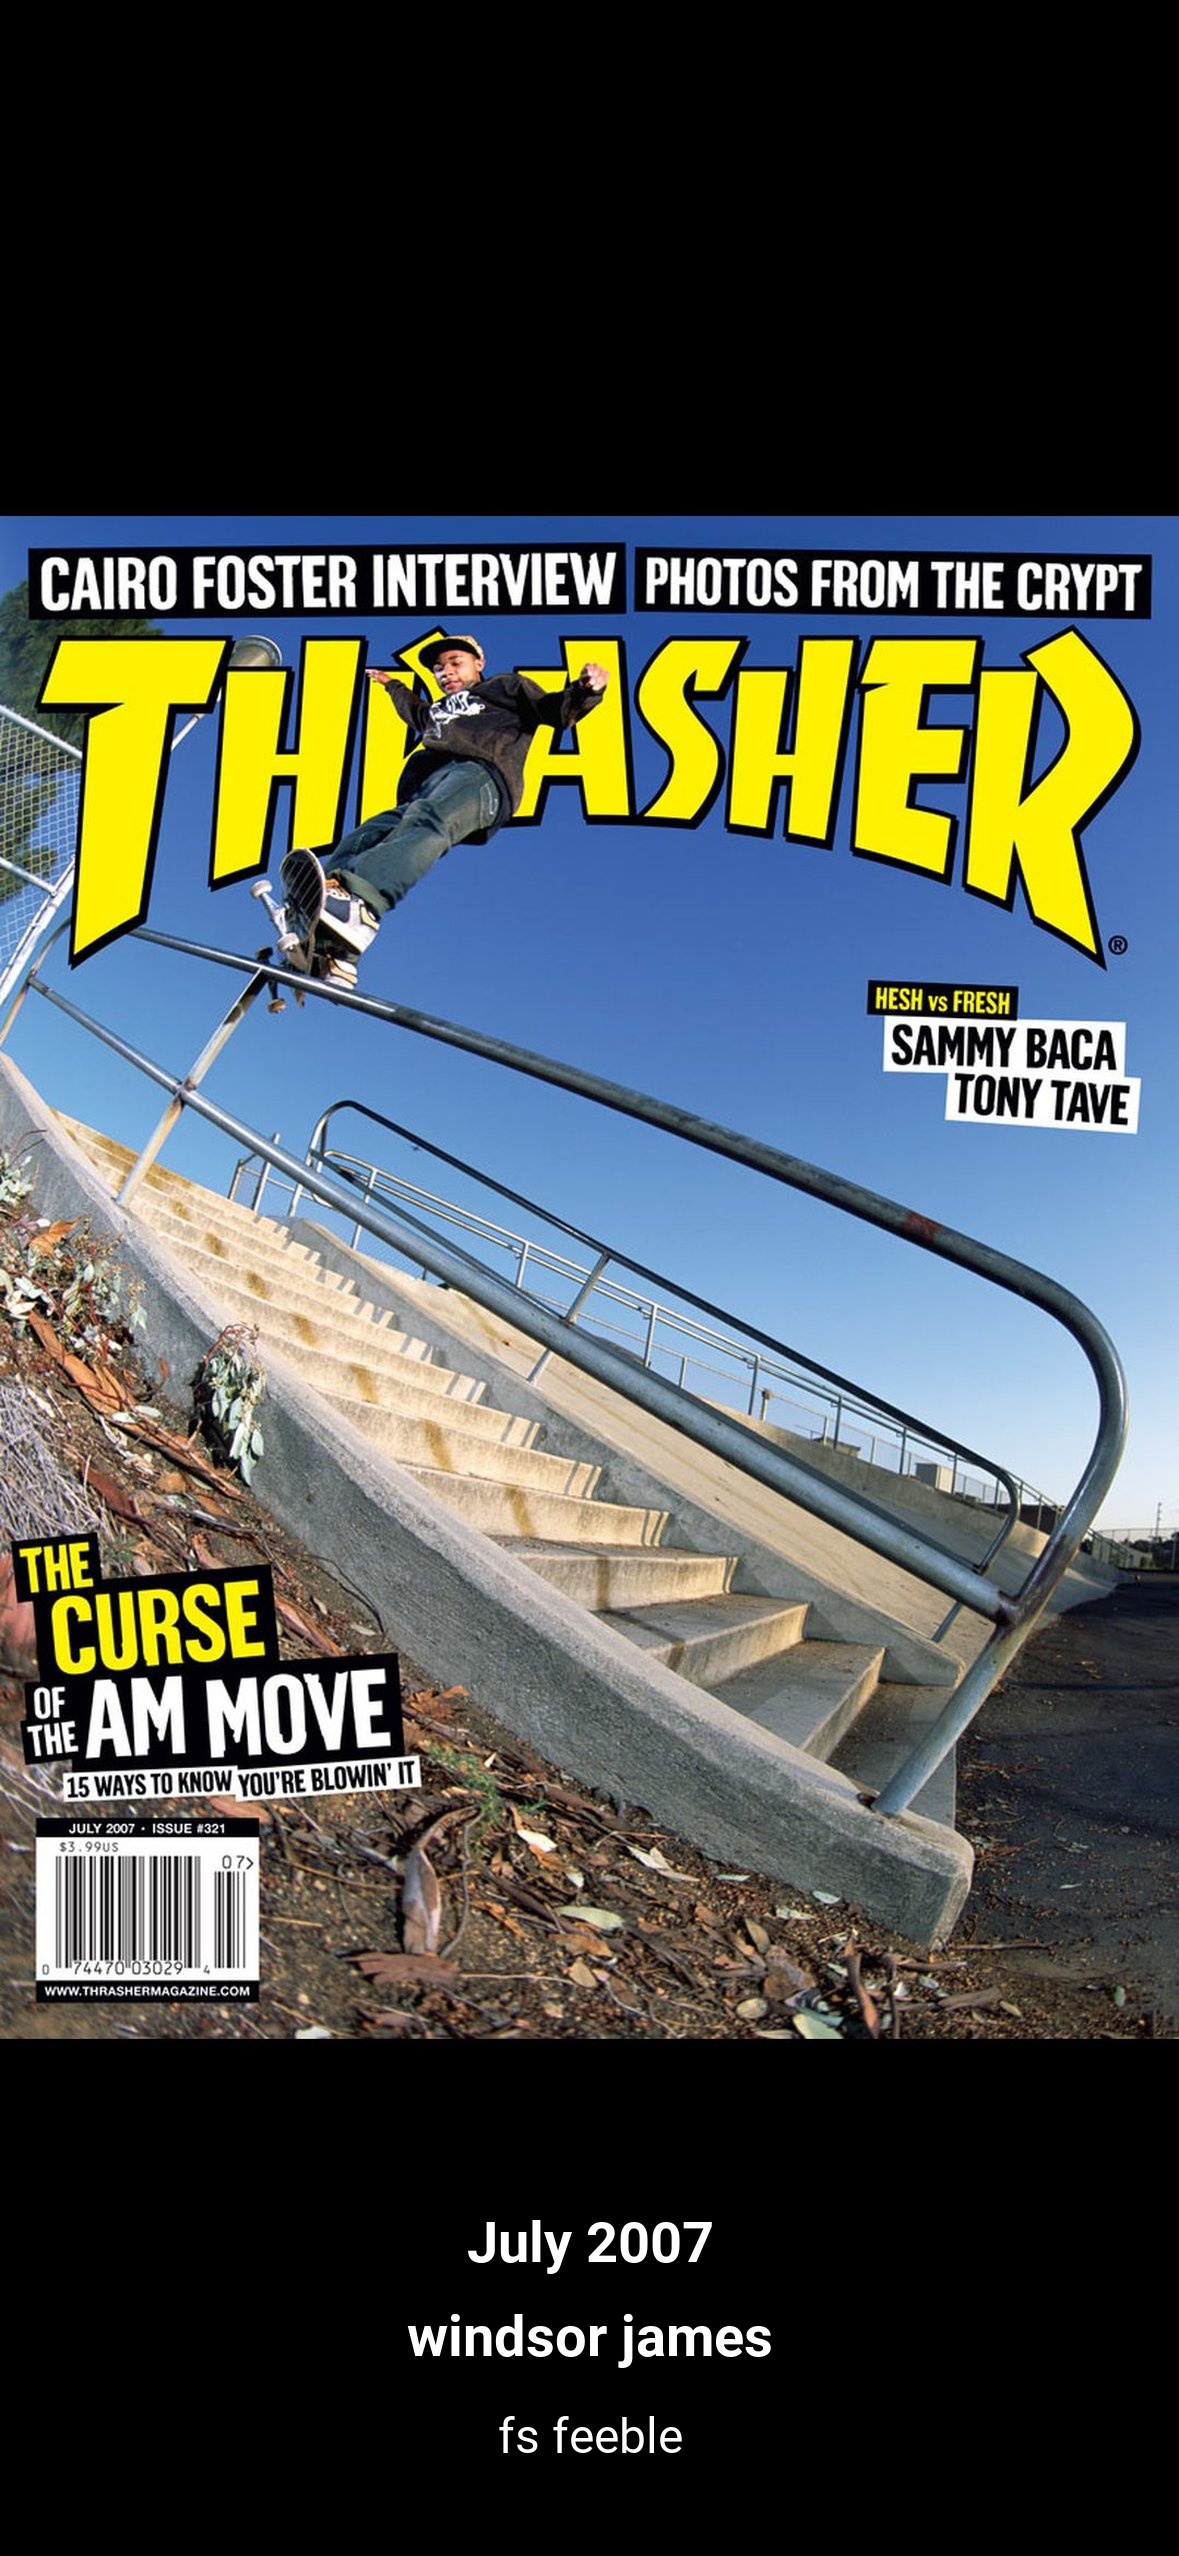 CAIRO FOSTER INTERVIEW
PHOTOS FROM THE CRYPT
THRASHER
®
HESH vs FRESH
SAMMY BACA
TONY TAVE
THE
CURSE
OF
THE AM MOVE
15 WAYS TO KNOW YOU'RE BLOWIN' IT
JULY 2007 • ISSUE #321
$3.99US
07>
0 74470 03029 4
WWW.THRASHERMAGAZINE.COM
July 2007
windsor james
fs feeble